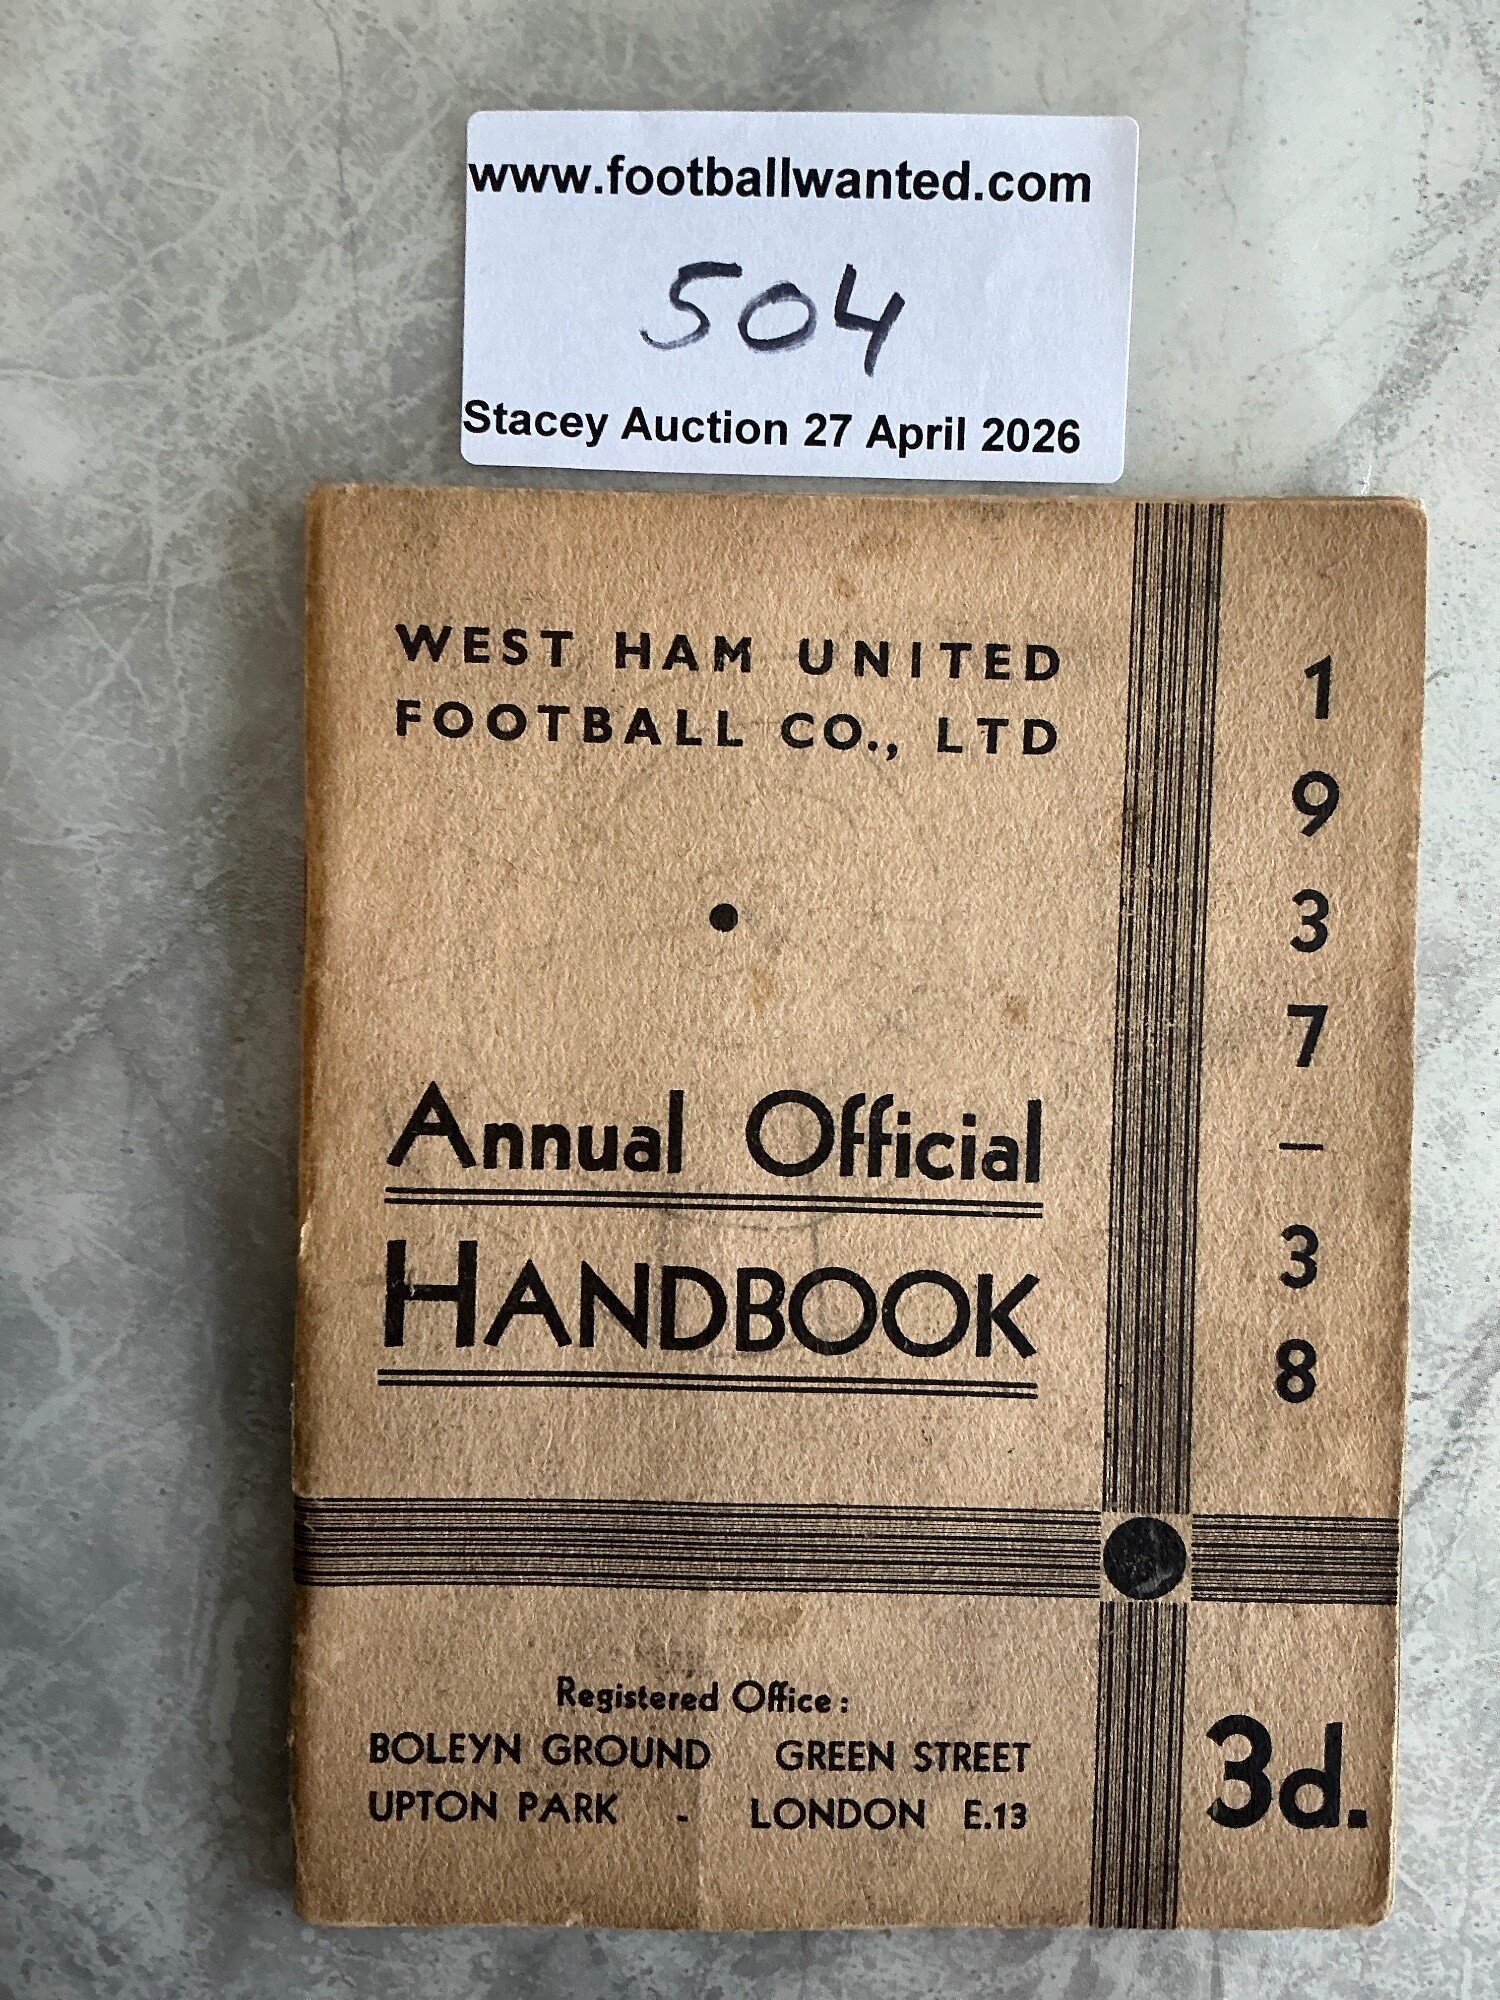 www.footballwanted.com
504
Stacey Auction 27 April 2026
WEST HAM UNITED
FOOTBALL CO., LTD
1937-38
Annual Official
HANDBOOK
Registered Office:
BOLEYN GROUND GREEN STREET
UPTON PARK - LONDON E.13
3d.